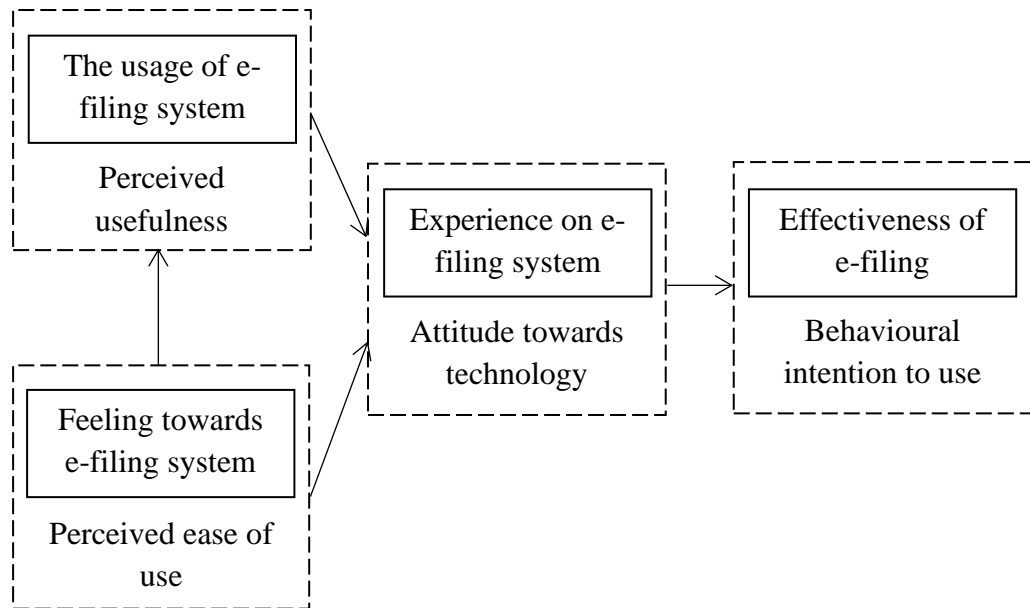 The usage of e-
filing system
Perceived
usefulness
Experience on e-
filing system
Attitude towards
technology
Effectiveness of
e-filing
Behavioural
intention to use
Feeling towards
e-filing system
Perceived ease of
use